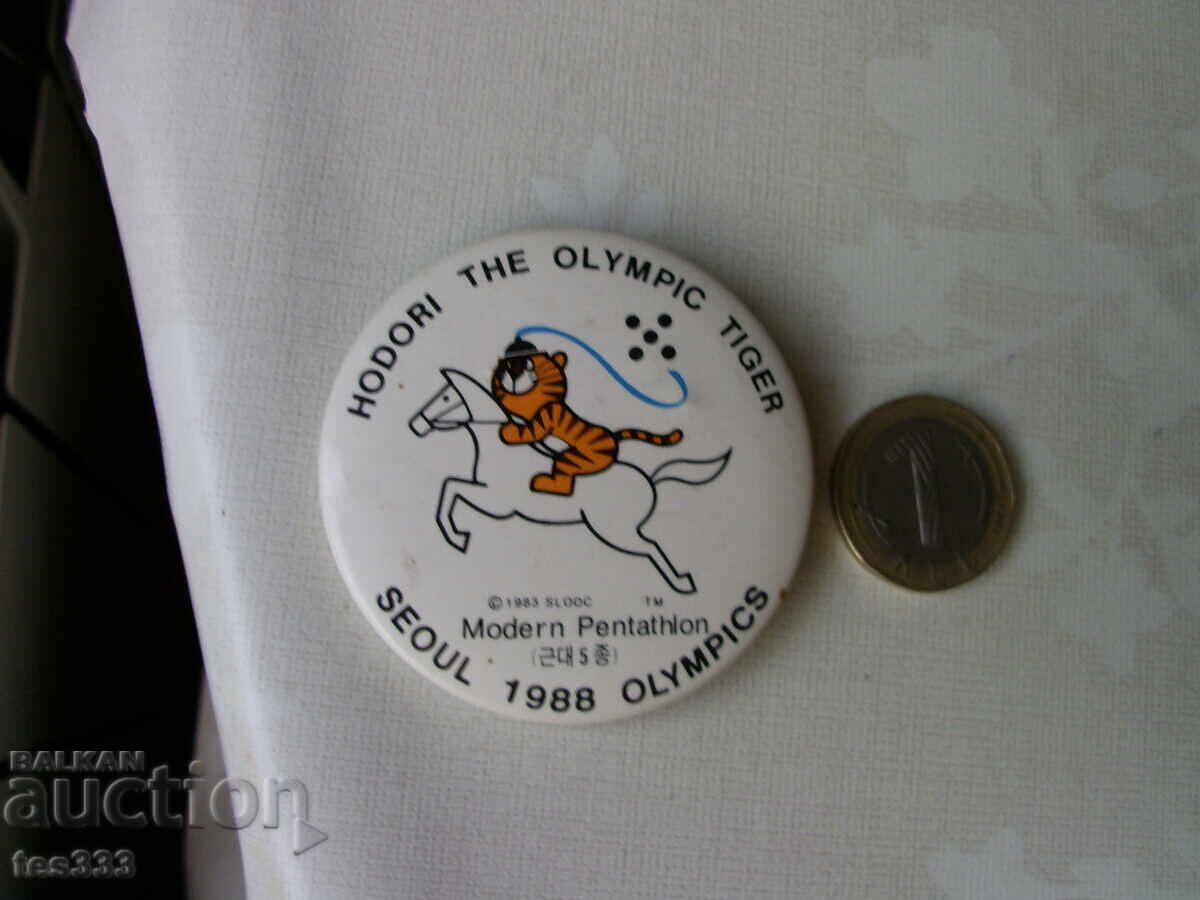 HODORI THE OLYMPIC TIGER
© 1983 SLOOC TM
Modern Pentathlon
(근대 5 종)
SEOUL 1988 OLYMPICS
1
BALKAN
auction
tes333